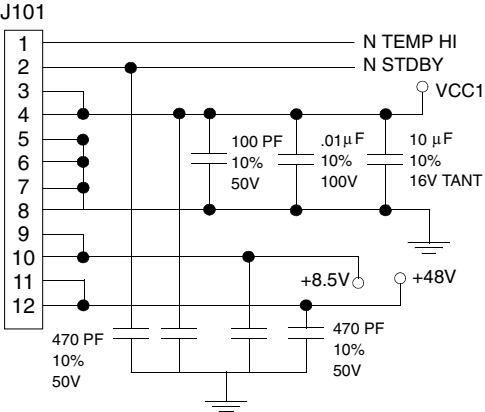 J101
1
N TEMP HI
2
N STDBY
3
VCC1
4
5
6
7
8
9
10
11
12
100 PF
10%
50V
.01µF
10%
100V
10 µF
10%
16V TANT
+8.5V
+48V
470 PF
10%
50V
470 PF
10%
50V